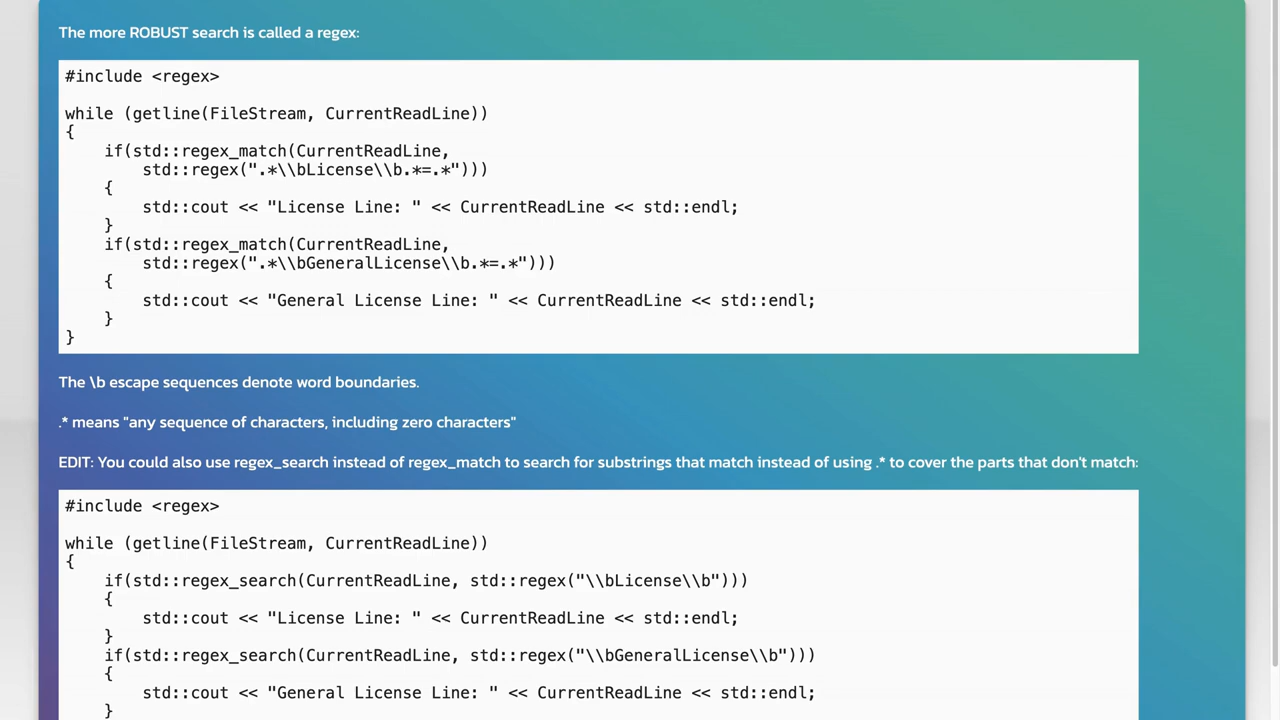 The more ROBUST search is called a regex:
#include <regex>
while (getline(FileStream, CurrentReadLine))
{
if(std::regex_match(CurrentReadLine,
std::regex(".*\\bLicense\\b.*=.*")))
{
std::cout << "License Line: " << CurrentReadLine << std::endl;
}
if(std::regex_match(CurrentReadLine,
std::regex(".*\\bGeneralLicense\\b.*=.*")))
{
std::cout << "General License Line: " << CurrentReadLine << std::endl;
}
}
The \b escape sequences denote word boundaries.
.* means "any sequence of characters, including zero characters"
EDIT: You could also use regex_search instead of regex_match to search for substrings that match instead of using .* to cover the parts that don't match:
#include <regex>
while (getline(FileStream, CurrentReadLine))
{
if(std::regex_search(CurrentReadLine, std::regex("\\bLicense\\b")))
{
std::cout << "License Line: " << CurrentReadLine << std::endl;
}
if(std::regex_search(CurrentReadLine, std::regex("\\bGeneralLicense\\b")))
{
std::cout << "General License Line: " << CurrentReadLine << std::endl;
}